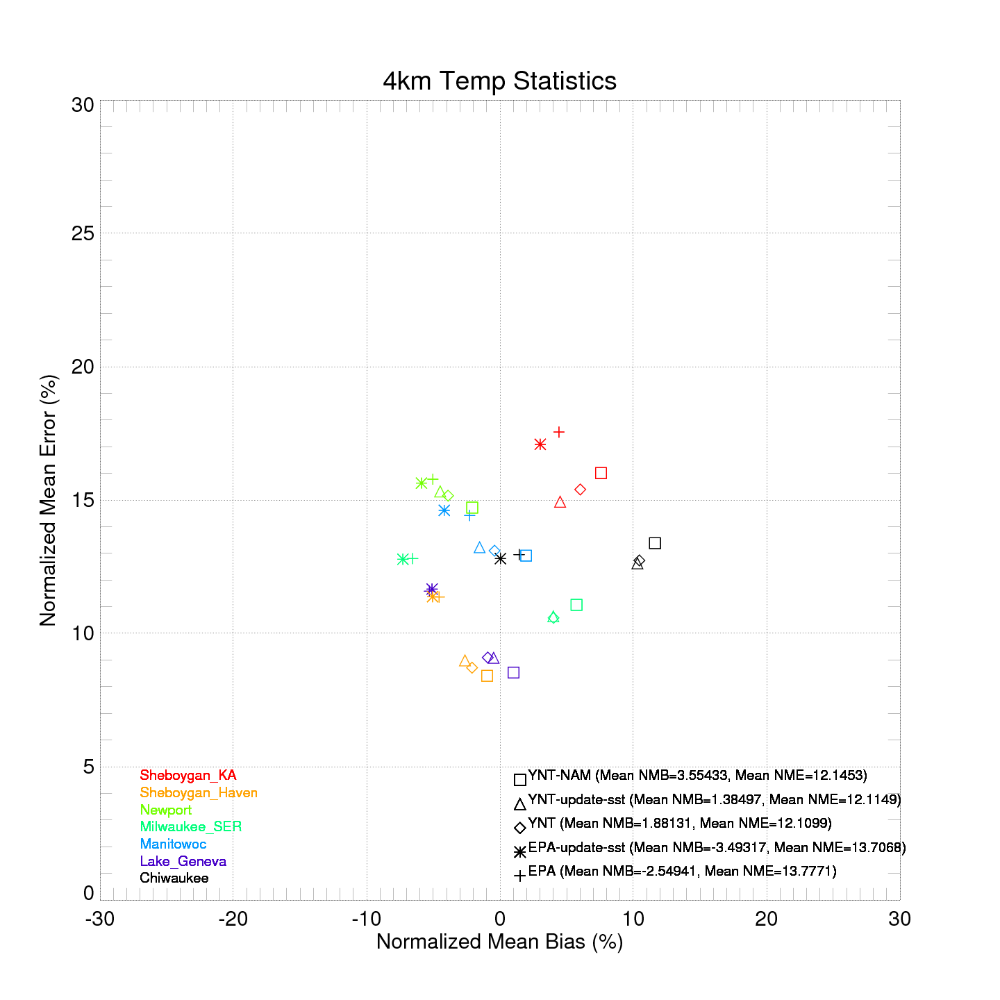 4km Temp Statistics
30
25
20
15
10
5
0
Normalized Mean Error (%)
Sheboygan_KA
Sheboygan_Haven
Newport
Milwaukee_SER
Manitowoc
Lake_Geneva
Chiwaukee
YNT-NAM (Mean NMB=3.55433, Mean NME=12.1453)
YNT-update-sst (Mean NMB=1.38497, Mean NME=12.1149)
YNT (Mean NMB=1.88131, Mean NME=12.1099)
EPA-update-sst (Mean NMB=-3.49317, Mean NME=13.7068)
EPA (Mean NMB=-2.54941, Mean NME=13.7771)
-30 -20 -10 0 10 20 30
Normalized Mean Bias (%)